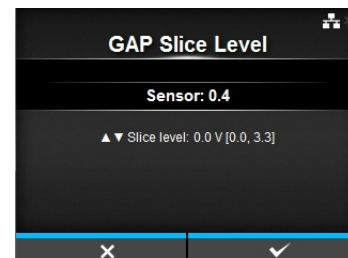 GAP Slice Level
Sensor: 0.4
▲▼ Slice level: 0.0 V [0.0, 3.3]